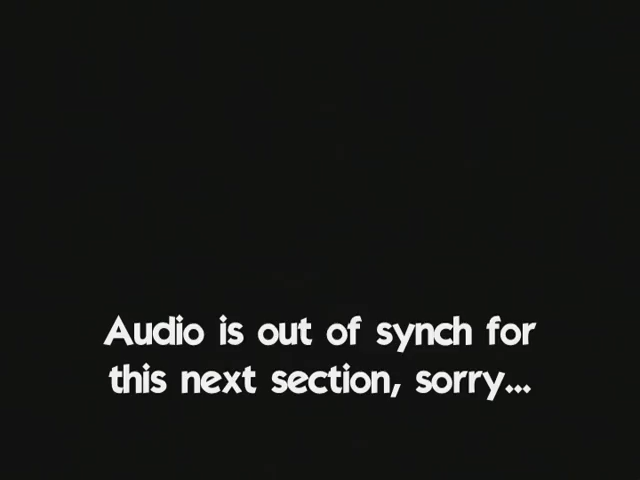 Audio is out of synch for
this next section, sorry...